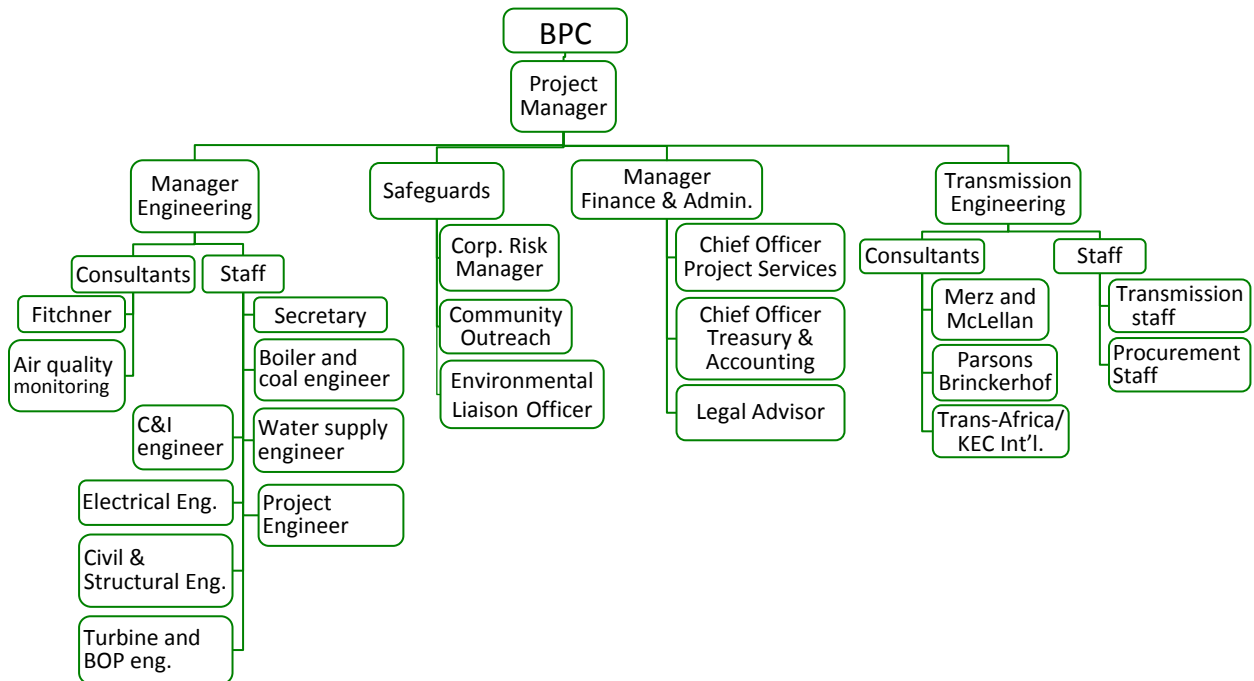 BPC
Project
Manager
Manager
Engineering
Safeguards
Manager
Finance & Admin.
Transmission
Engineering
Consultants
Staff
Fitchner
Air quality
monitoring
Secretary
Boiler and
coal engineer
C&I
engineer
Water supply
engineer
Electrical Eng.
Project
Engineer
Civil &
Structural Eng.
Turbine and
BOP eng.
Corp. Risk
Manager
Community
Outreach
Environmental
Liaison Officer
Chief Officer
Project Services
Chief Officer
Treasury &
Accounting
Legal Advisor
Consultants
Staff
Merz and
McLellan
Parsons
Brinckerhof
Trans-Africa/
KEC Int’l.
Transmission
staff
Procurement
Staff